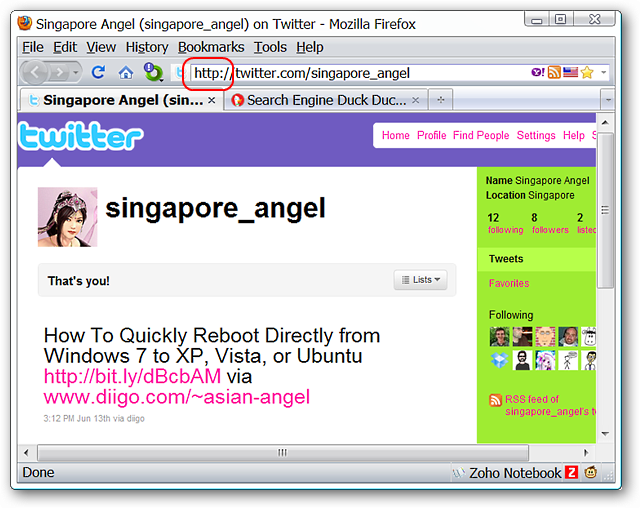 Singapore Angel (singapore_angel) on Twitter - Mozilla Firefox
File Edit View History Bookmarks Tools Help
http://twitter.com/singapore_angel
Singapore Angel (sin... Search Engine Duck Duc...
twitter
Home Profile Find People Settings Help S
singapore_angel
Name Singapore Angel
Location Singapore
12 8 2
following followers listed
That's you!
Lists
Tweets
Favorites
Following
How To Quickly Reboot Directly from
Windows 7 to XP, Vista, or Ubuntu
http://bit.ly/dBcbAM via
www.diigo.com/~asian-angel
3:12 PM Jun 13th via diigo
RSS feed of
singapore_angel's
Done
Zoho Notebook